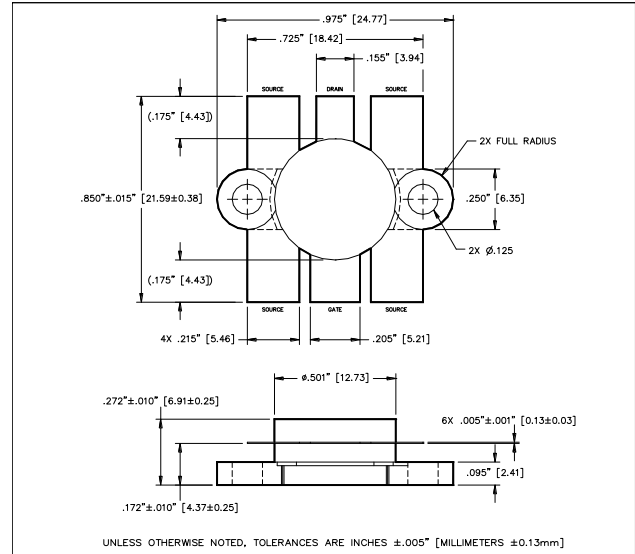 .975" [24.77]
.725" [18.42]
.155" [3.94]
SOURCE DRAIN SOURCE
(.175" [4.43])
2X FULL RADIUS
.850"±.015" [21.59±0.38]
.250" [6.35]
2X Ø.125
(.175" [4.43])
SOURCE GATE SOURCE
4X .215" [5.46]
.205" [5.21]
ø.501" [12.73]
.272"±.010" [6.91±0.25]
6X .005"±.001" [0.13±0.03]
.095" [2.41]
.172"±.010" [4.37±0.25]
UNLESS OTHERWISE NOTED, TOLERANCES ARE INCHES ±.005" [MILLIMETERS ±0.13mm]